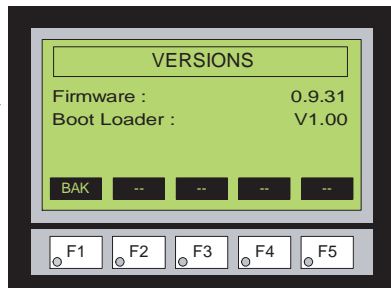 VERSIONS
Firmware : 0.9.31
Boot Loader : V1.00
BAK -- -- -- --
F1 F2 F3 F4 F5